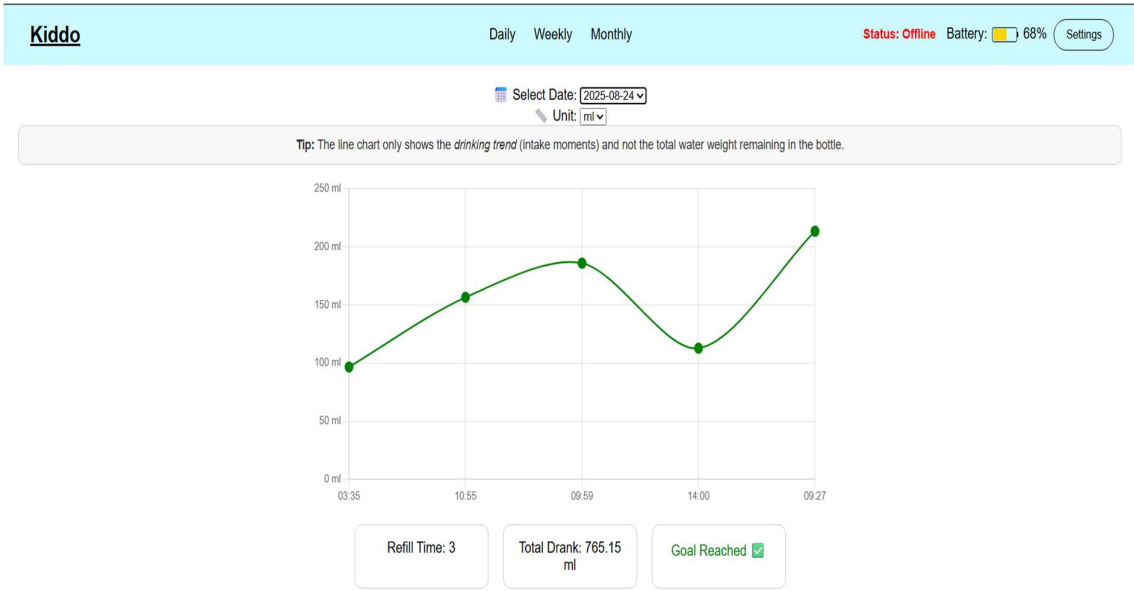 Kiddo
Daily Weekly Monthly
Status: Offline Battery: 68% Settings
Select Date: 2025-08-24
Unit: ml
Tip: The line chart only shows the drinking trend (intake moments) and not the total water weight remaining in the bottle.
250 ml
200 ml
150 ml
100 ml
50 ml
0 ml
03:35 10:55 09:59 14:00 09:27
Refill Time: 3
Total Drank: 765.15
ml
Goal Reached ✅